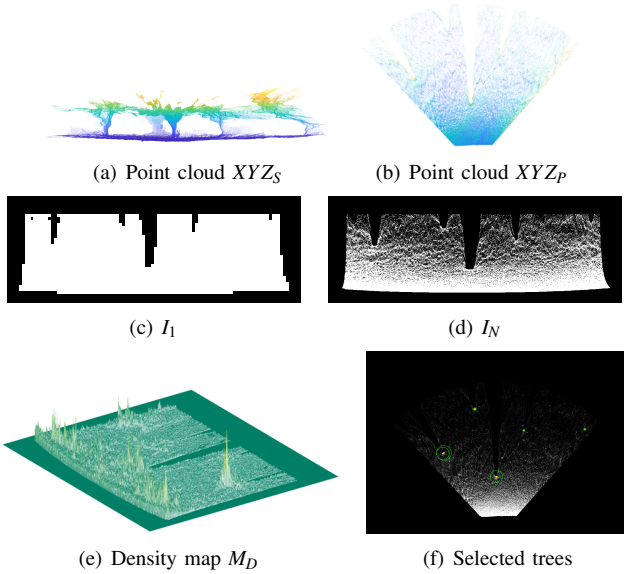 (a) Point cloud XYZ_S
(b) Point cloud XYZ_P
(c) I_1
(d) I_N
(e) Density map M_D
(f) Selected trees